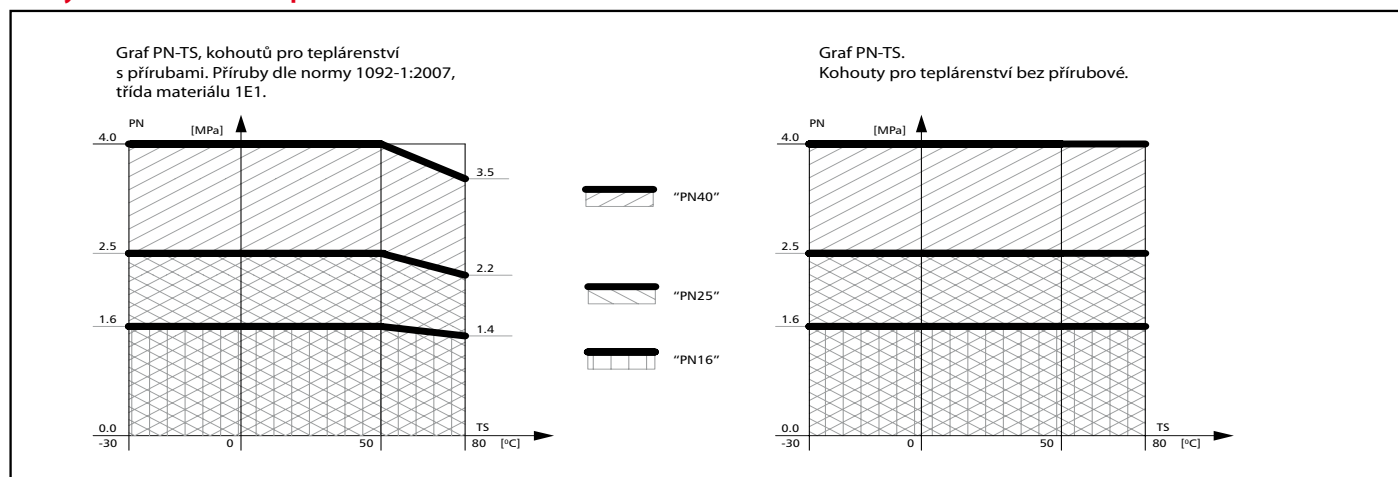 Graf PN-TS, kohoutů pro teplárenství
s přírubami. Příruby dle normy 1092-1:2007,
třída materiálu 1E1.
PN
[MPa]
4.0
3.5
2.5
2.2
1.6
1.4
0.0
TS
-30
0
50
80
[ºC]
"PN40"
"PN25"
"PN16"
Graf PN-TS.
Kohouty pro teplárenství bez přírubové.
PN
[MPa]
4.0
2.5
1.6
0.0
TS
-30
0
50
80
[ºC]